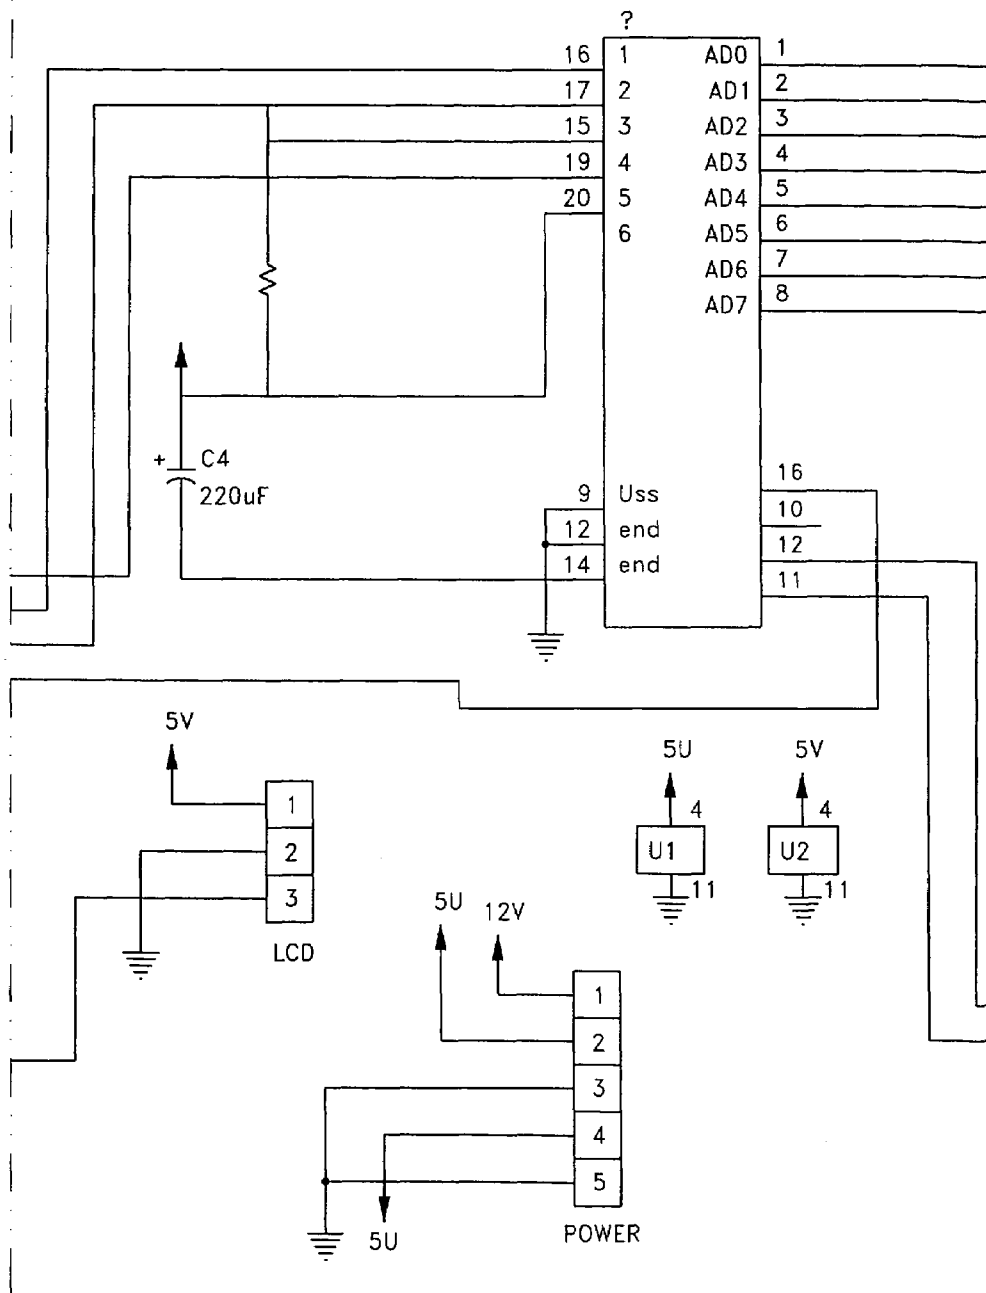 ?
16 1 AD0 1
17 2 AD1 2
15 3 AD2 3
19 4 AD3 4
20 5 AD4 5
6 AD5 6
AD6 7
AD7 8
+ C4
220uF
16
9 Uss
10
12 end
12
14 end
11
5V
5U
5V
1
4
4
2
U1
U2
3
11
11
LCD
5U
12V
1
2
3
4
5
5U
POWER